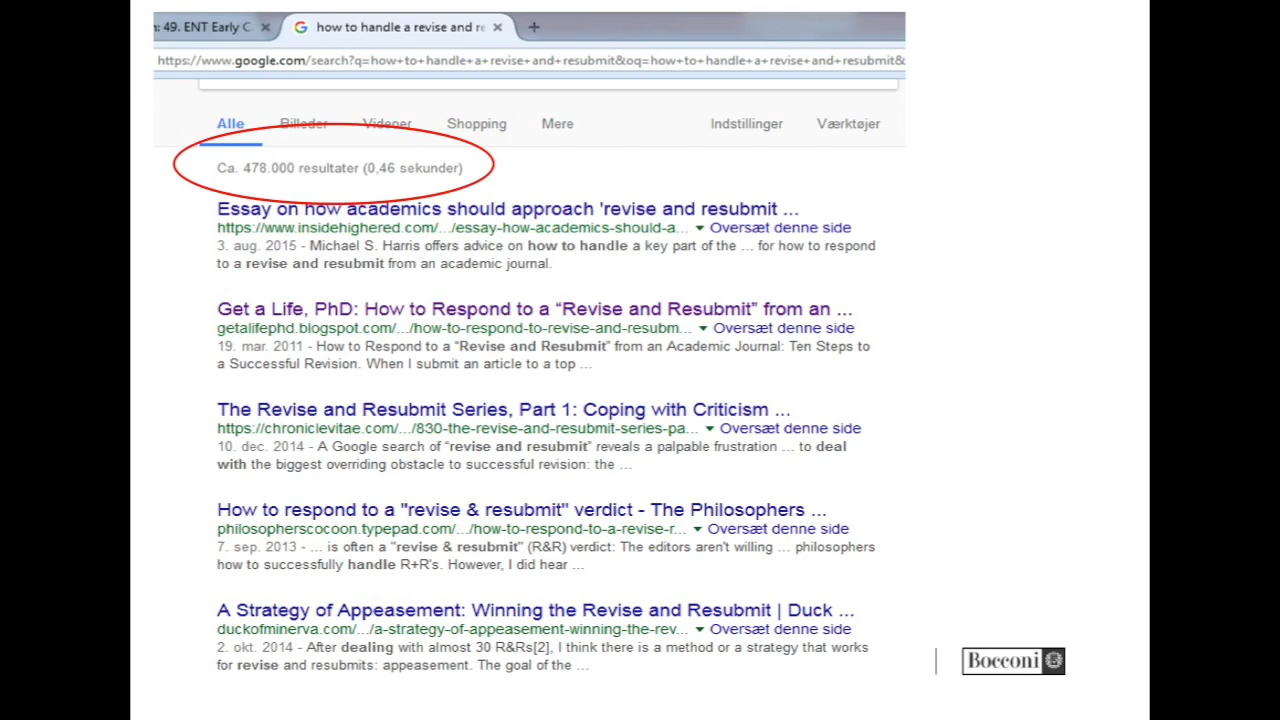 n: 49. ENT Early C
how to handle a revise and re
https://www.google.com/search?q=how+to+handle+a+revise+and+resubmit&oq=how+to+handle+a+revise+and+resubmit&
Alle Billeder Videoer Shopping Mere Indstillinger Værktøjer
Ca. 478.000 resultater (0,46 sekunder)
Essay on how academics should approach 'revise and resubmit ...
https://www.insidehighered.com/.../essay-how-academics-should-a... Oversæt denne side
3. aug. 2015 - Michael S. Harris offers advice on how to handle a key part of the ... for how to respond
to a revise and resubmit from an academic journal.
Get a Life, PhD: How to Respond to a “Revise and Resubmit” from an ...
getalifephd.blogspot.com/.../how-to-respond-to-revise-and-resubm... Oversæt denne side
19. mar. 2011 - How to Respond to a “Revise and Resubmit” from an Academic Journal: Ten Steps to
a Successful Revision. When I submit an article to a top ...
The Revise and Resubmit Series, Part 1: Coping with Criticism ...
https://chroniclevitae.com/.../830-the-revise-and-resubmit-series-pa... Oversæt denne side
10. dec. 2014 - A Google search of “revise and resubmit” reveals a palpable frustration ... to deal
with the biggest overriding obstacle to successful revision: the ...
How to respond to a "revise & resubmit" verdict - The Philosophers ...
philosopherscocoon.typepad.com/.../how-to-respond-to-a-revise-r... Oversæt denne side
7. sep. 2013 - ... is often a "revise & resubmit" (R&R) verdict: The editors aren't willing ... philosophers
how to successfully handle R+R's. However, I did hear ...
A Strategy of Appeasement: Winning the Revise and Resubmit | Duck ...
duckofminerva.com/.../a-strategy-of-appeasement-winning-the-rev... Oversæt denne side
2. okt. 2014 - After dealing with almost 30 R&Rs[2], I think there is a method or a strategy that works
for revise and resubmits: appeasement. The goal of the ...
Bocconi